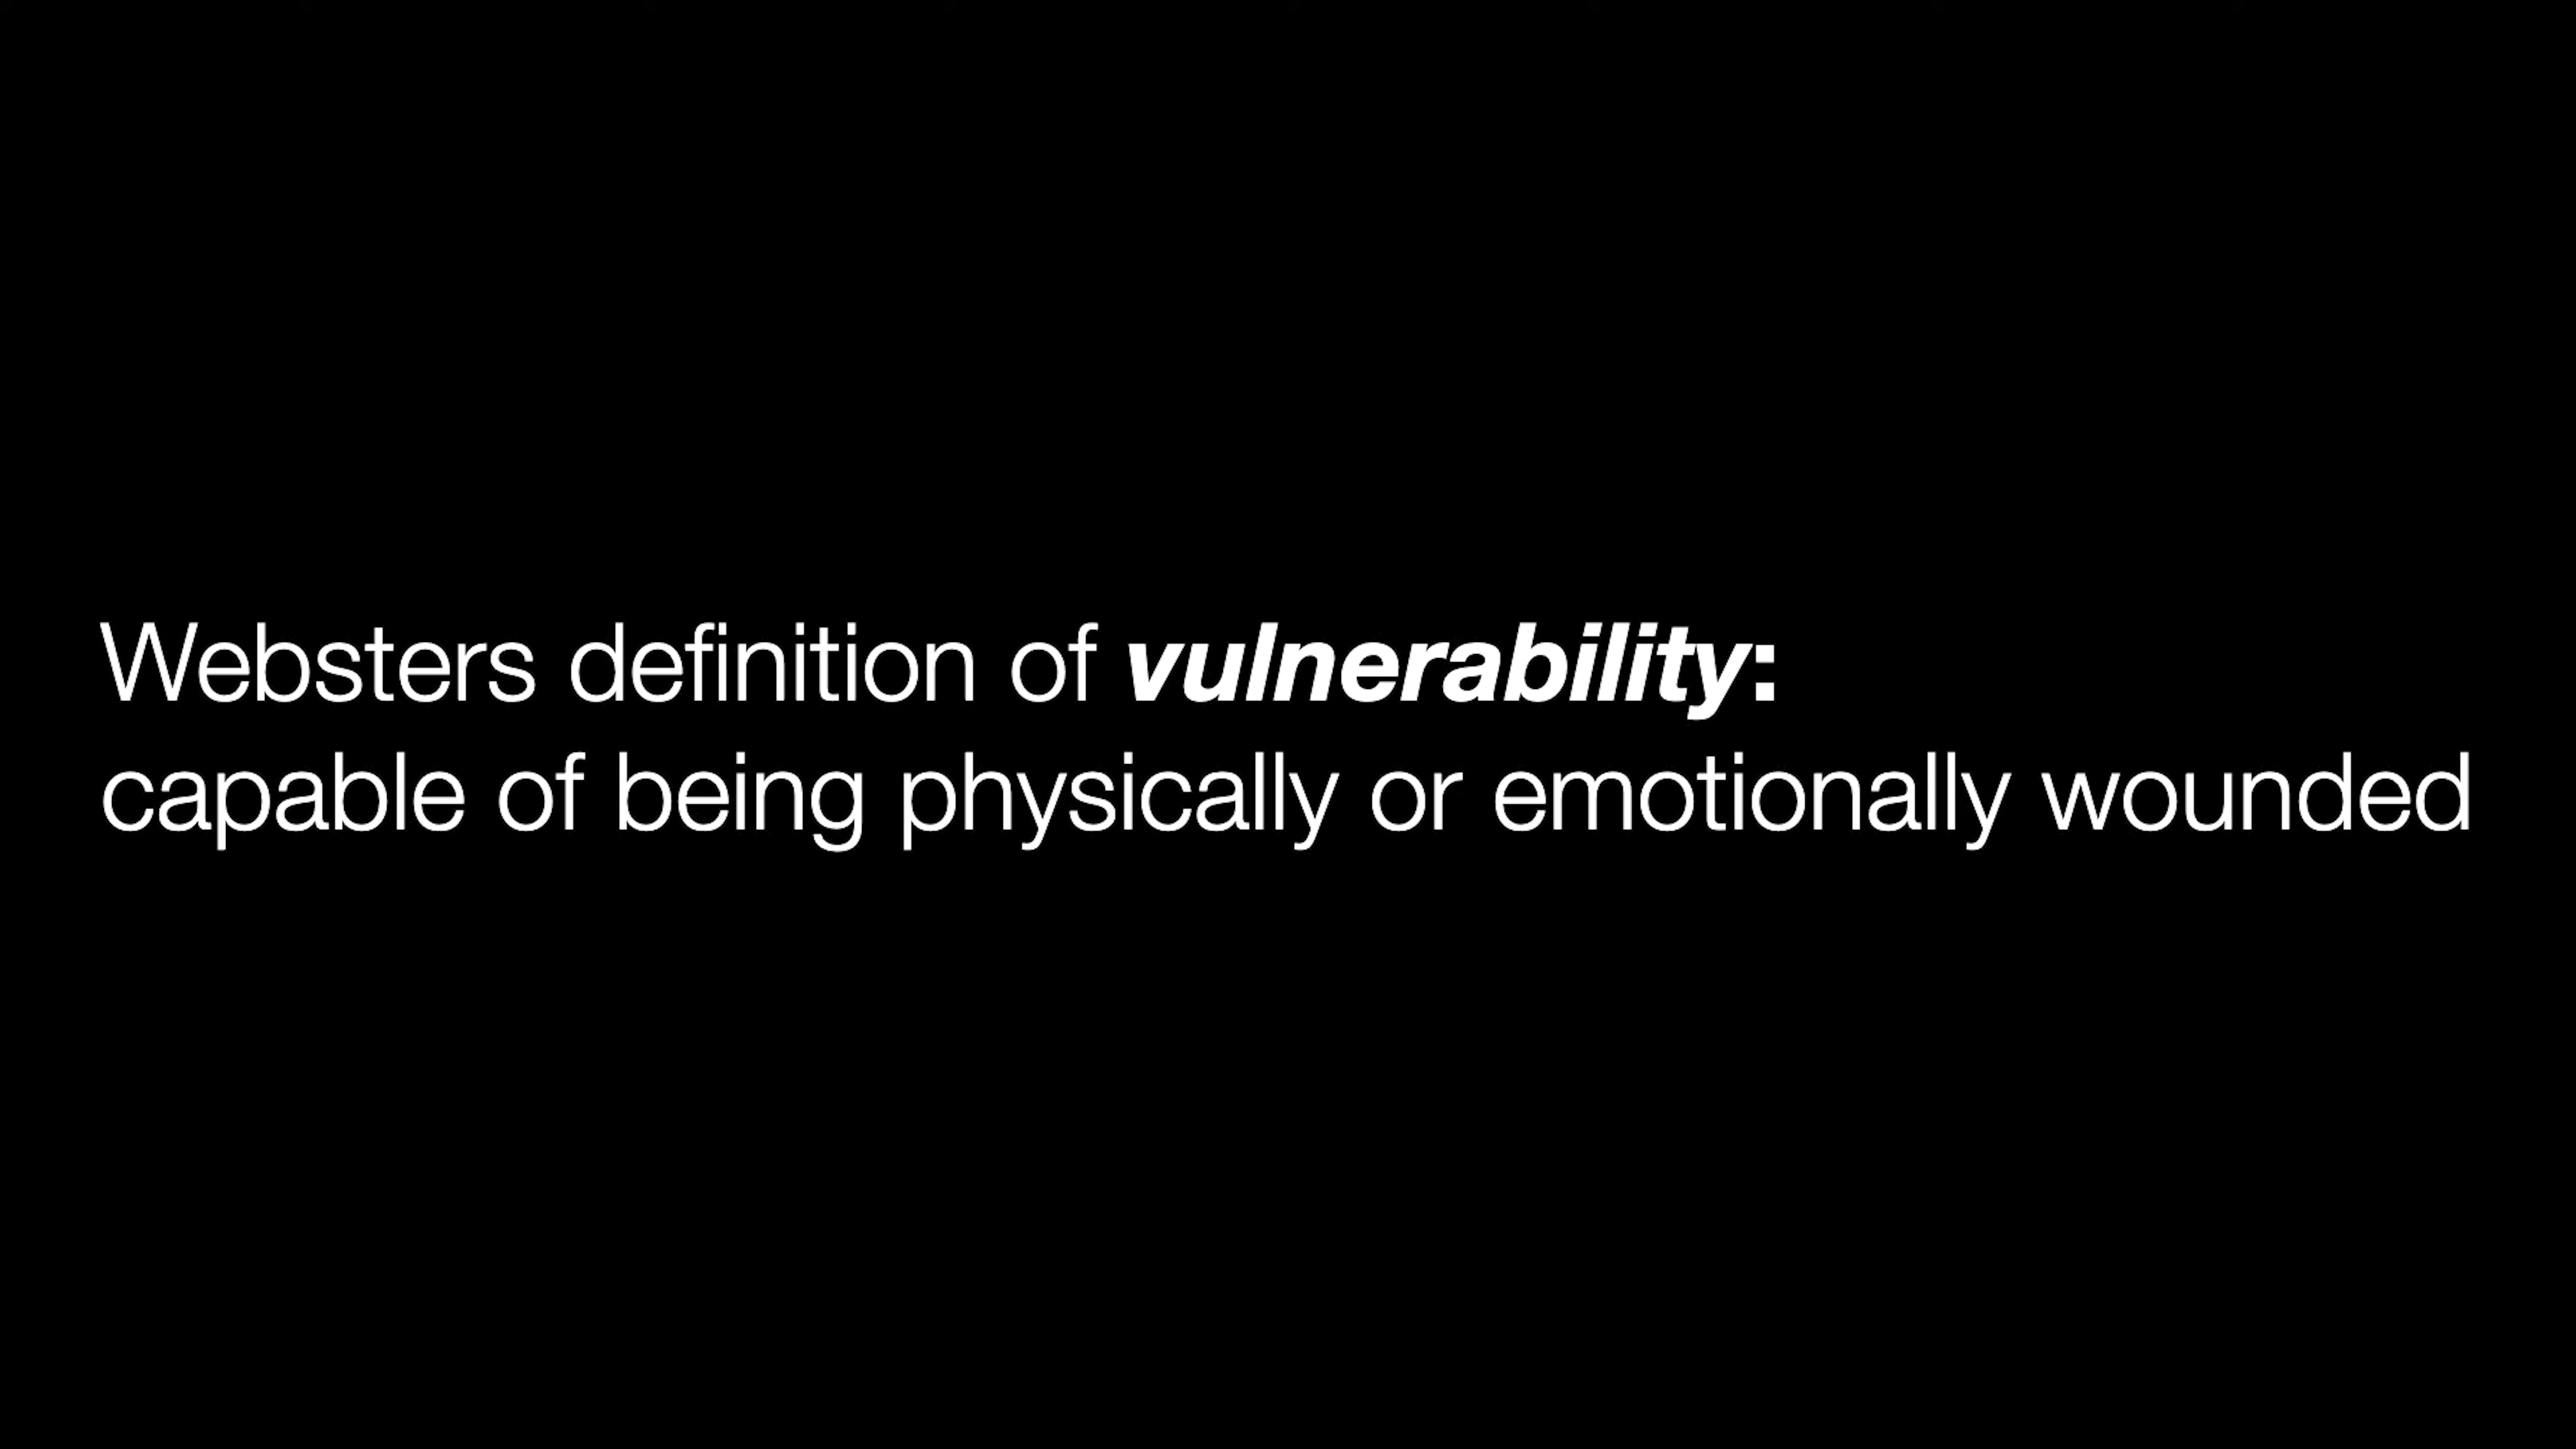 Websters definition of vulnerability:
capable of being physically or emotionally wounded